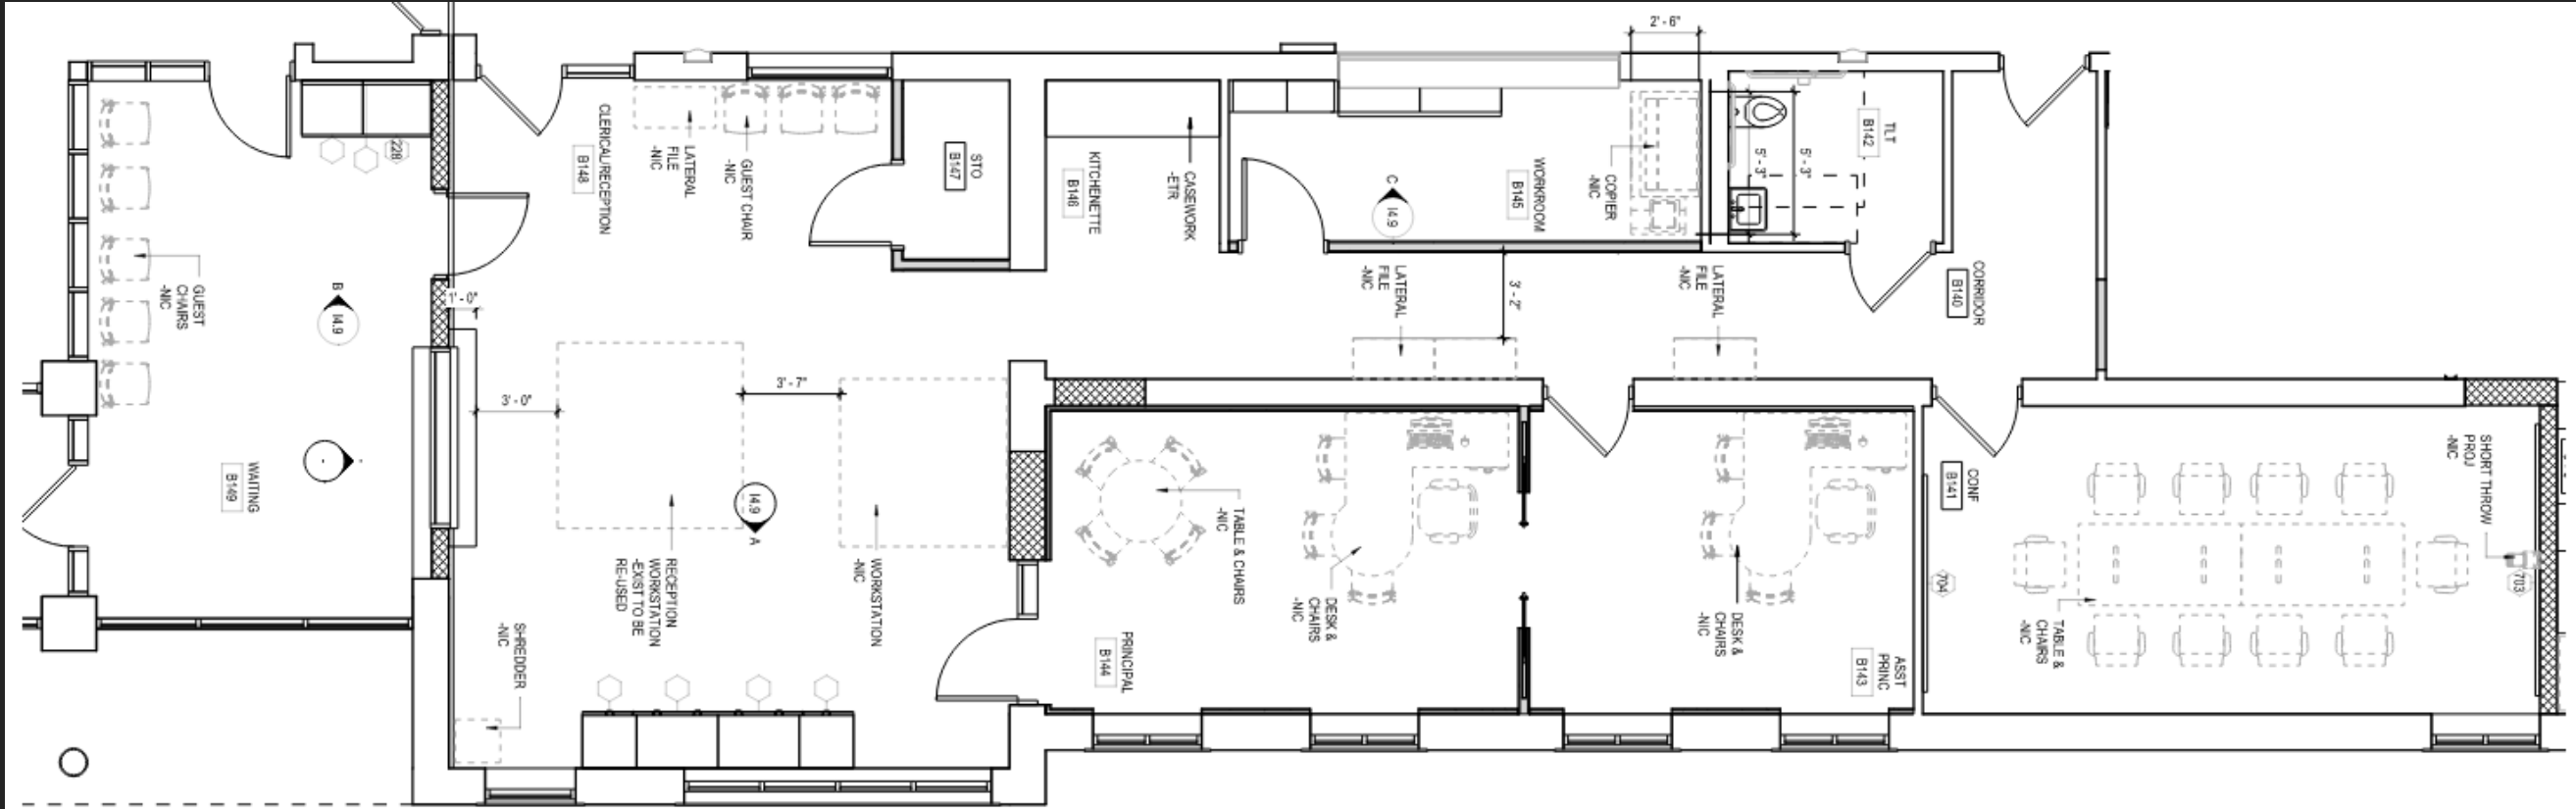 2' - 6"
CLERICAL/RECEPTION
B148
LATERAL
FILE
-NIC
GUEST CHAIR
-NIC
STO
B147
KITCHENETTE
B146
CASEWORK
-ETR
C
I4.9
WORKROOM
B145
COPIER
-NIC
5' - 3"
5' - 3"
TLT
B142
228
GUEST
CHAIRS
-NIC
B
I4.9
1' - 0"
LATERAL
FILE
-NIC
3' - 2"
LATERAL
FILE
-NIC
CORRIDOR
B140
3' - 0"
3' - 7"
WAITING
B149
I4.9
A
RECEPTION
WORKSTATION
-EXIST TO BE
RE-USED
WORKSTATION
-NIC
SHREDDER
-NIC
TABLE & CHAIRS
-NIC
PRINCIPAL
B144
DESK &
CHAIRS
-NIC
DESK &
CHAIRS
-NIC
ASST
PRINC
B143
CONF
B141
704
TABLE &
CHAIRS
-NIC
SHORT THROW
PROJ
-NIC
703